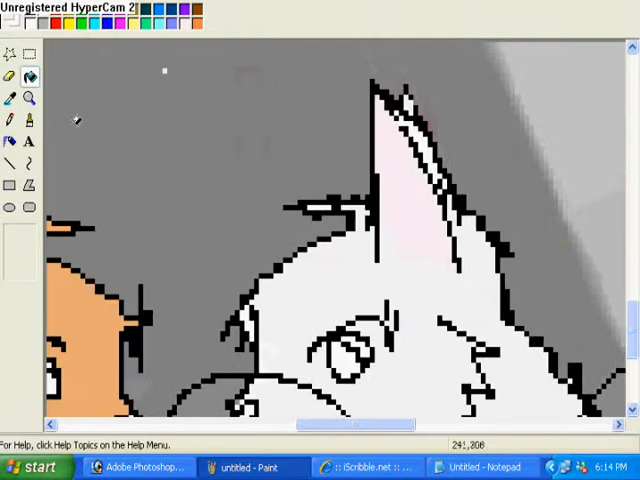 Unregistered HyperCam 2
A
For Help, click Help Topics on the Help Menu.
241,206
start
Adobe Photoshop...
untitled - Paint
:: iScribble.net ::...
Untitled - Notepad
6:14 PM